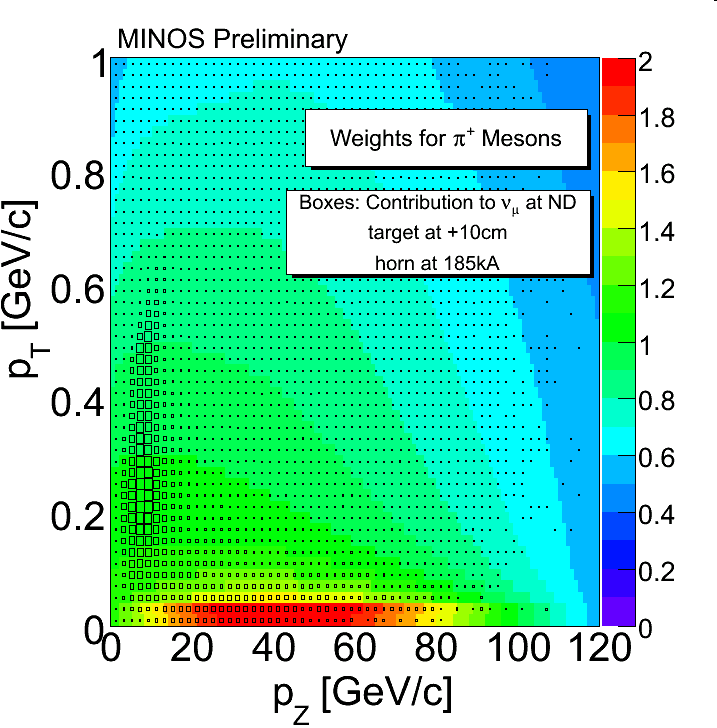 MINOS Preliminary
Weights for π⁺ Mesons
Boxes: Contribution to νμ at ND
target at +10cm
horn at 185kA
pT [GeV/c]
1
0.8
0.6
0.4
0.2
0
0 20 40 60 80 100 120
pZ [GeV/c]
2
1.8
1.6
1.4
1.2
1
0.8
0.6
0.4
0.2
0